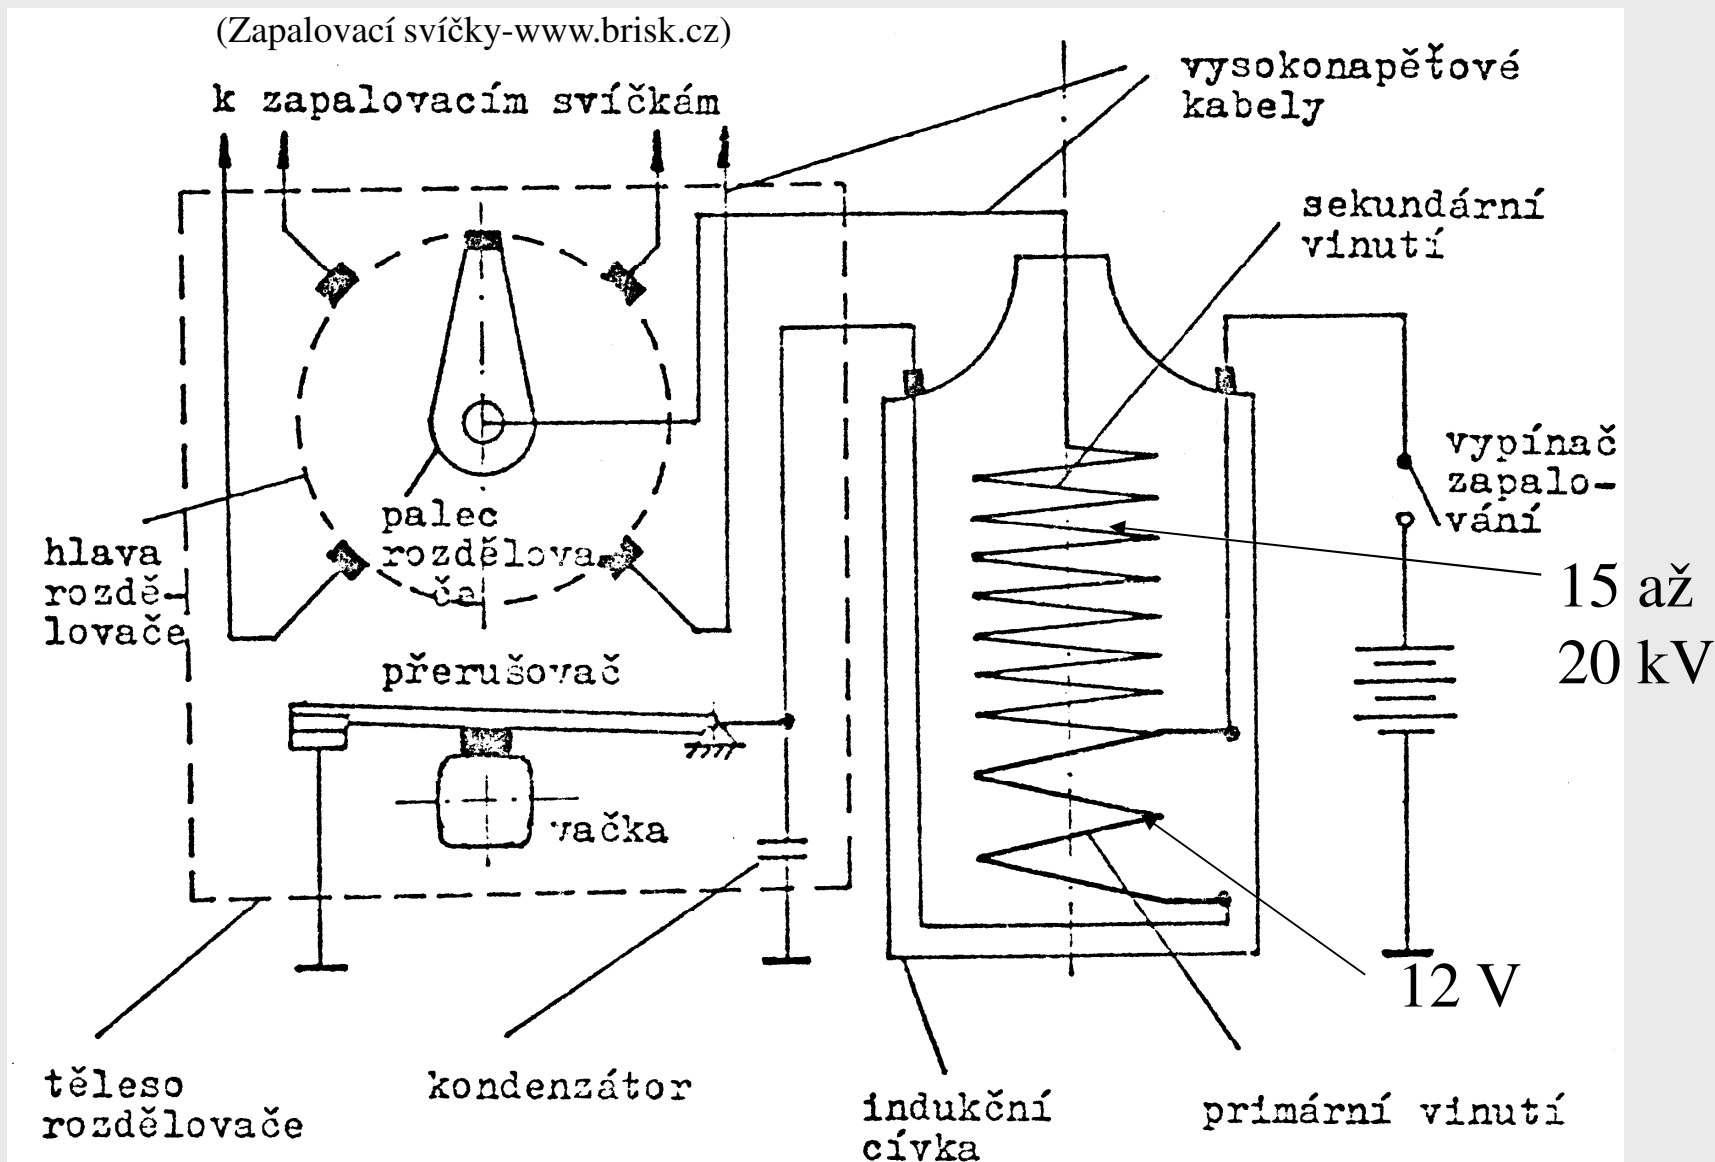 (Zapalovací svíčky-www.brisk.cz)
k zapalovacím svíčkám
vysokonapěťové
kabely
sekundární
vinutí
vypínač
zapalo-
vání
palec
rozdělova
ča
hlava
rozdě-
lovače
15 až
20 kV
přerušovač
vačka
12 V
těleso
rozdělovače
kondenzátor
indukční
cívka
primární vinutí